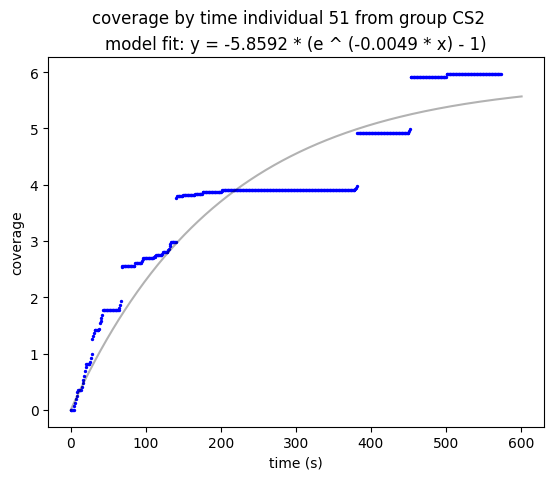 coverage by time individual 51 from group CS2
model fit: y = -5.8592 * (e ^ (-0.0049 * x) - 1)
6
5
4
3
2
1
0
coverage
0 100 200 300 400 500 600
time (s)